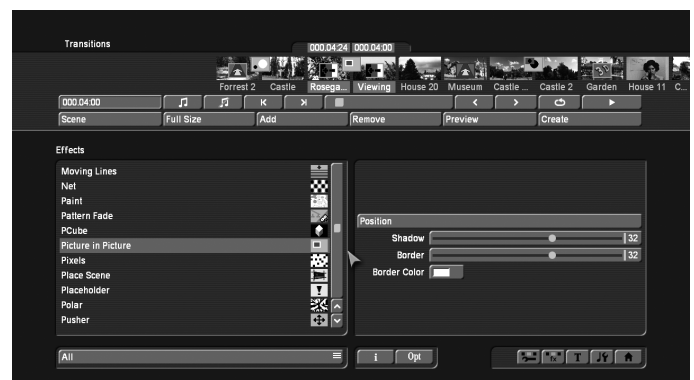 Transitions
000.04:24 000.04:00
Forrest 2 Castle Rosega... Viewing House 20 Museum Castle ... Castle 2 Garden House 11 C...
000.04:00
Scene Full Size Add Remove Preview Create
Effects
Moving Lines
Net
Paint
Pattern Fade
PCube
Picture in Picture
Pixels
Place Scene
Placeholder
Polar
Pusher
Position
Shadow 32
Border 32
Border Color
All
i Opt fx T